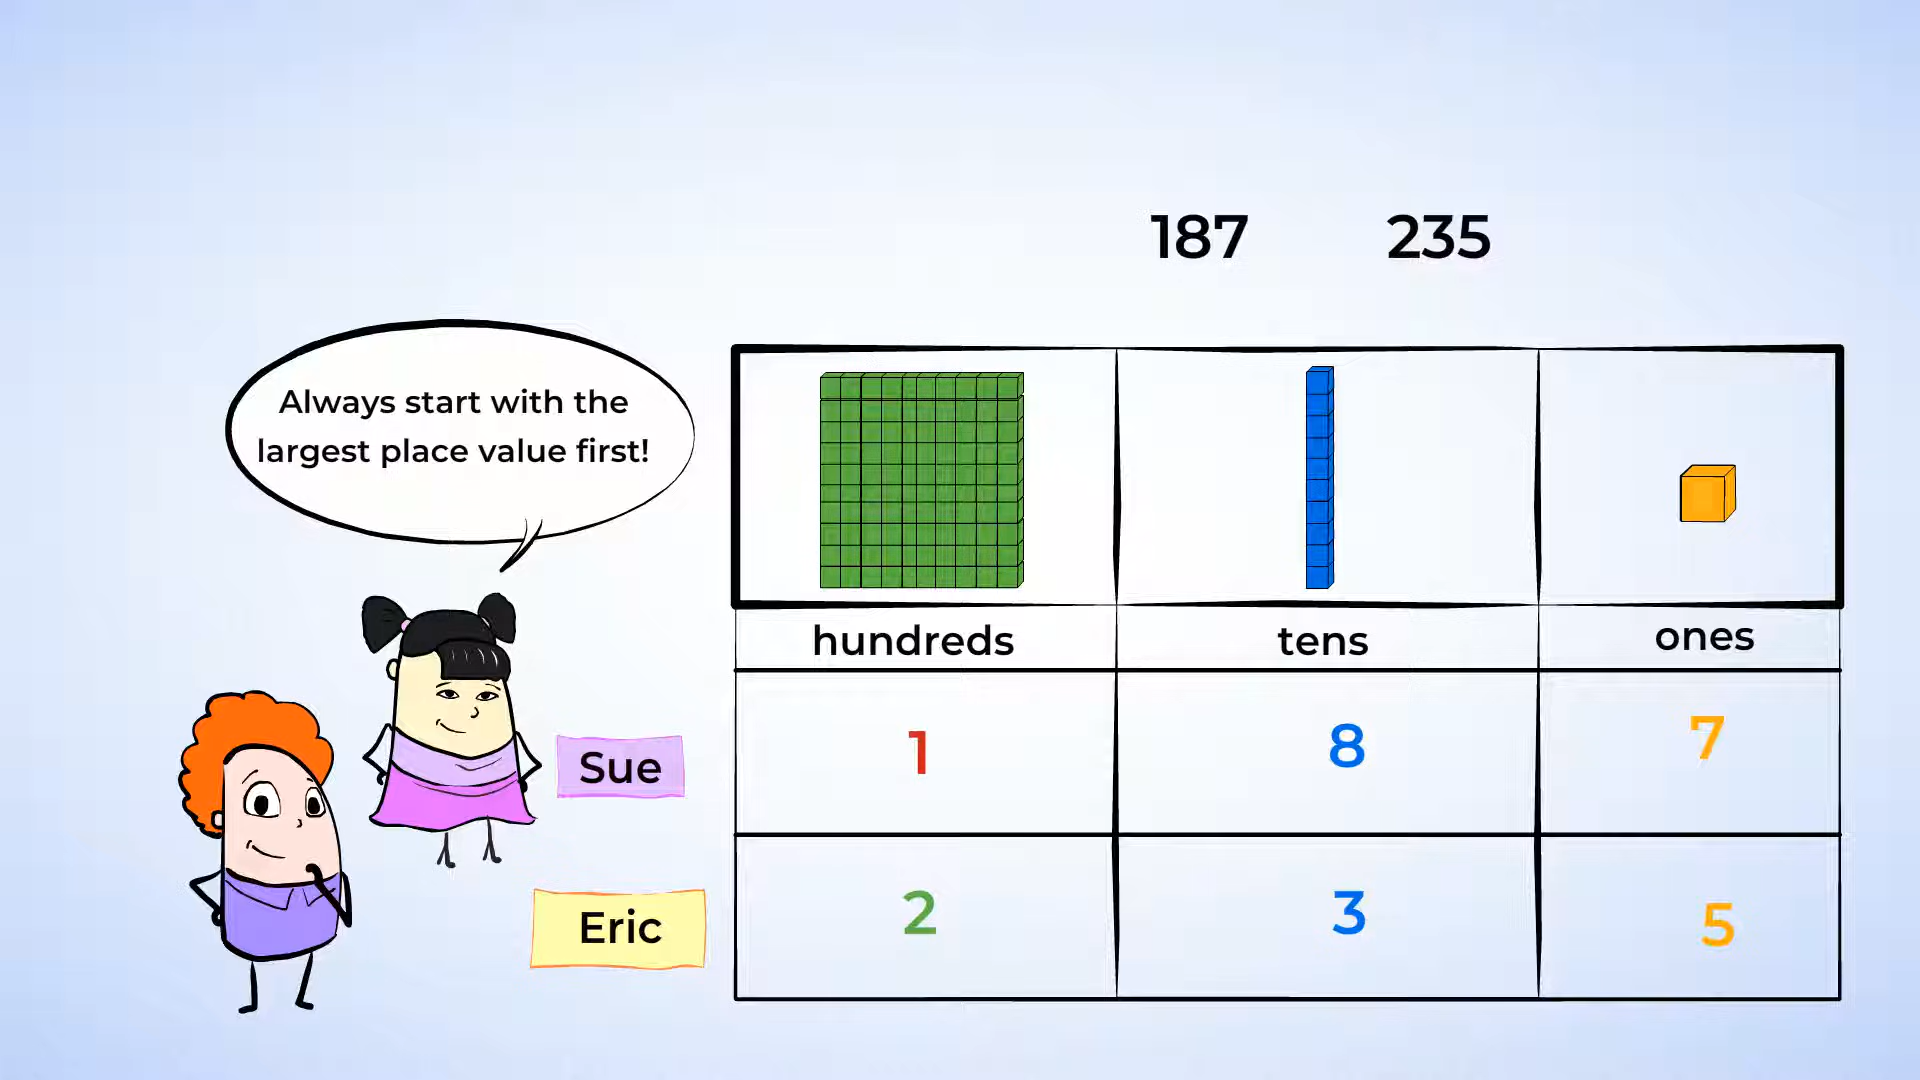 187 235
Always start with the
largest place value first!
hundreds tens ones
Sue 1 8 7
Eric 2 3 5